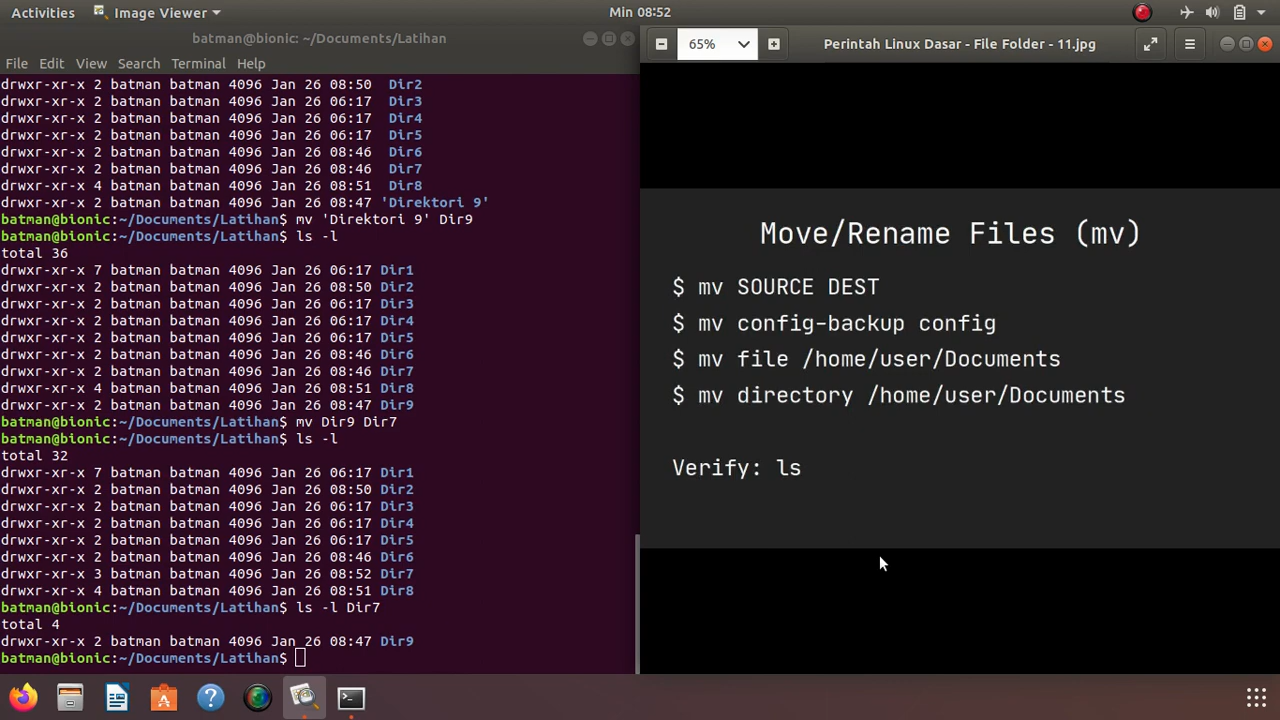 Activities Image Viewer Min 08:52
batman@bionic: ~/Documents/Latihan
File Edit View Search Terminal Help
drwxr-xr-x 2 batman batman 4096 Jan 26 08:50  Dir2
drwxr-xr-x 2 batman batman 4096 Jan 26 06:17  Dir3
drwxr-xr-x 2 batman batman 4096 Jan 26 06:17  Dir4
drwxr-xr-x 2 batman batman 4096 Jan 26 06:17  Dir5
drwxr-xr-x 2 batman batman 4096 Jan 26 08:46  Dir6
drwxr-xr-x 2 batman batman 4096 Jan 26 08:46  Dir7
drwxr-xr-x 4 batman batman 4096 Jan 26 08:51  Dir8
drwxr-xr-x 2 batman batman 4096 Jan 26 08:47 'Direktori 9'
batman@bionic:~/Documents/Latihan$ mv 'Direktori 9' Dir9
batman@bionic:~/Documents/Latihan$ ls -l
total 36
drwxr-xr-x 7 batman batman 4096 Jan 26 06:17 Dir1
drwxr-xr-x 2 batman batman 4096 Jan 26 08:50 Dir2
drwxr-xr-x 2 batman batman 4096 Jan 26 06:17 Dir3
drwxr-xr-x 2 batman batman 4096 Jan 26 06:17 Dir4
drwxr-xr-x 2 batman batman 4096 Jan 26 06:17 Dir5
drwxr-xr-x 2 batman batman 4096 Jan 26 08:46 Dir6
drwxr-xr-x 2 batman batman 4096 Jan 26 08:46 Dir7
drwxr-xr-x 4 batman batman 4096 Jan 26 08:51 Dir8
drwxr-xr-x 2 batman batman 4096 Jan 26 08:47 Dir9
batman@bionic:~/Documents/Latihan$ mv Dir9 Dir7
batman@bionic:~/Documents/Latihan$ ls -l
total 32
drwxr-xr-x 7 batman batman 4096 Jan 26 06:17 Dir1
drwxr-xr-x 2 batman batman 4096 Jan 26 08:50 Dir2
drwxr-xr-x 2 batman batman 4096 Jan 26 06:17 Dir3
drwxr-xr-x 2 batman batman 4096 Jan 26 06:17 Dir4
drwxr-xr-x 2 batman batman 4096 Jan 26 06:17 Dir5
drwxr-xr-x 2 batman batman 4096 Jan 26 08:46 Dir6
drwxr-xr-x 3 batman batman 4096 Jan 26 08:52 Dir7
drwxr-xr-x 4 batman batman 4096 Jan 26 08:51 Dir8
batman@bionic:~/Documents/Latihan$ ls -l Dir7
total 4
drwxr-xr-x 2 batman batman 4096 Jan 26 08:47 Dir9
batman@bionic:~/Documents/Latihan$
65% Perintah Linux Dasar - File Folder - 11.jpg
Move/Rename Files (mv)
$ mv SOURCE DEST
$ mv config-backup config
$ mv file /home/user/Documents
$ mv directory /home/user/Documents
Verify: ls